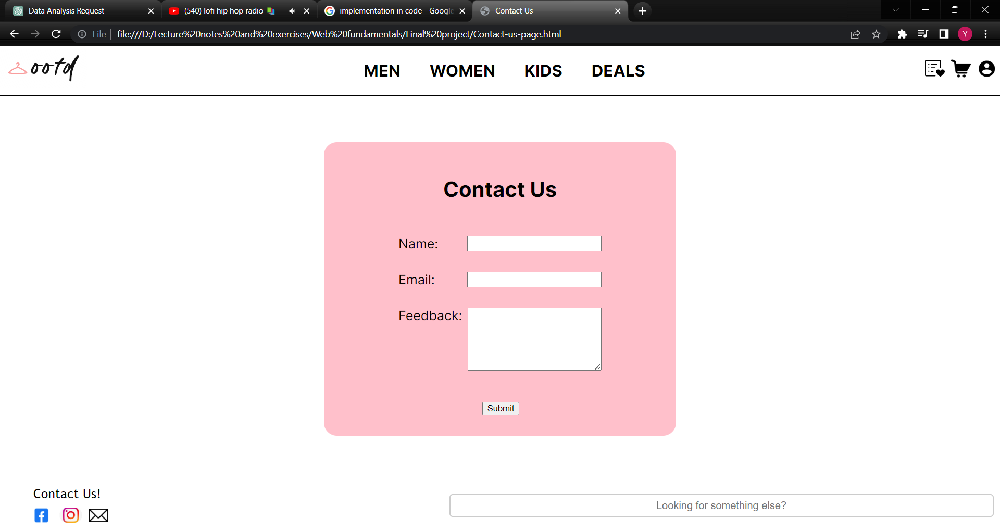 Data Analysis Request
(540) lofi hip hop radio 📚 -
implementation in code - Google
Contact Us
File
file:///D:/Lecture%20notes%20and%20exercises/Web%20fundamentals/Final%20project/Contact-us-page.html
Y
ootd
MEN WOMEN KIDS DEALS
Contact Us
Name:
Email:
Feedback:
Submit
Contact Us!
Looking for something else?